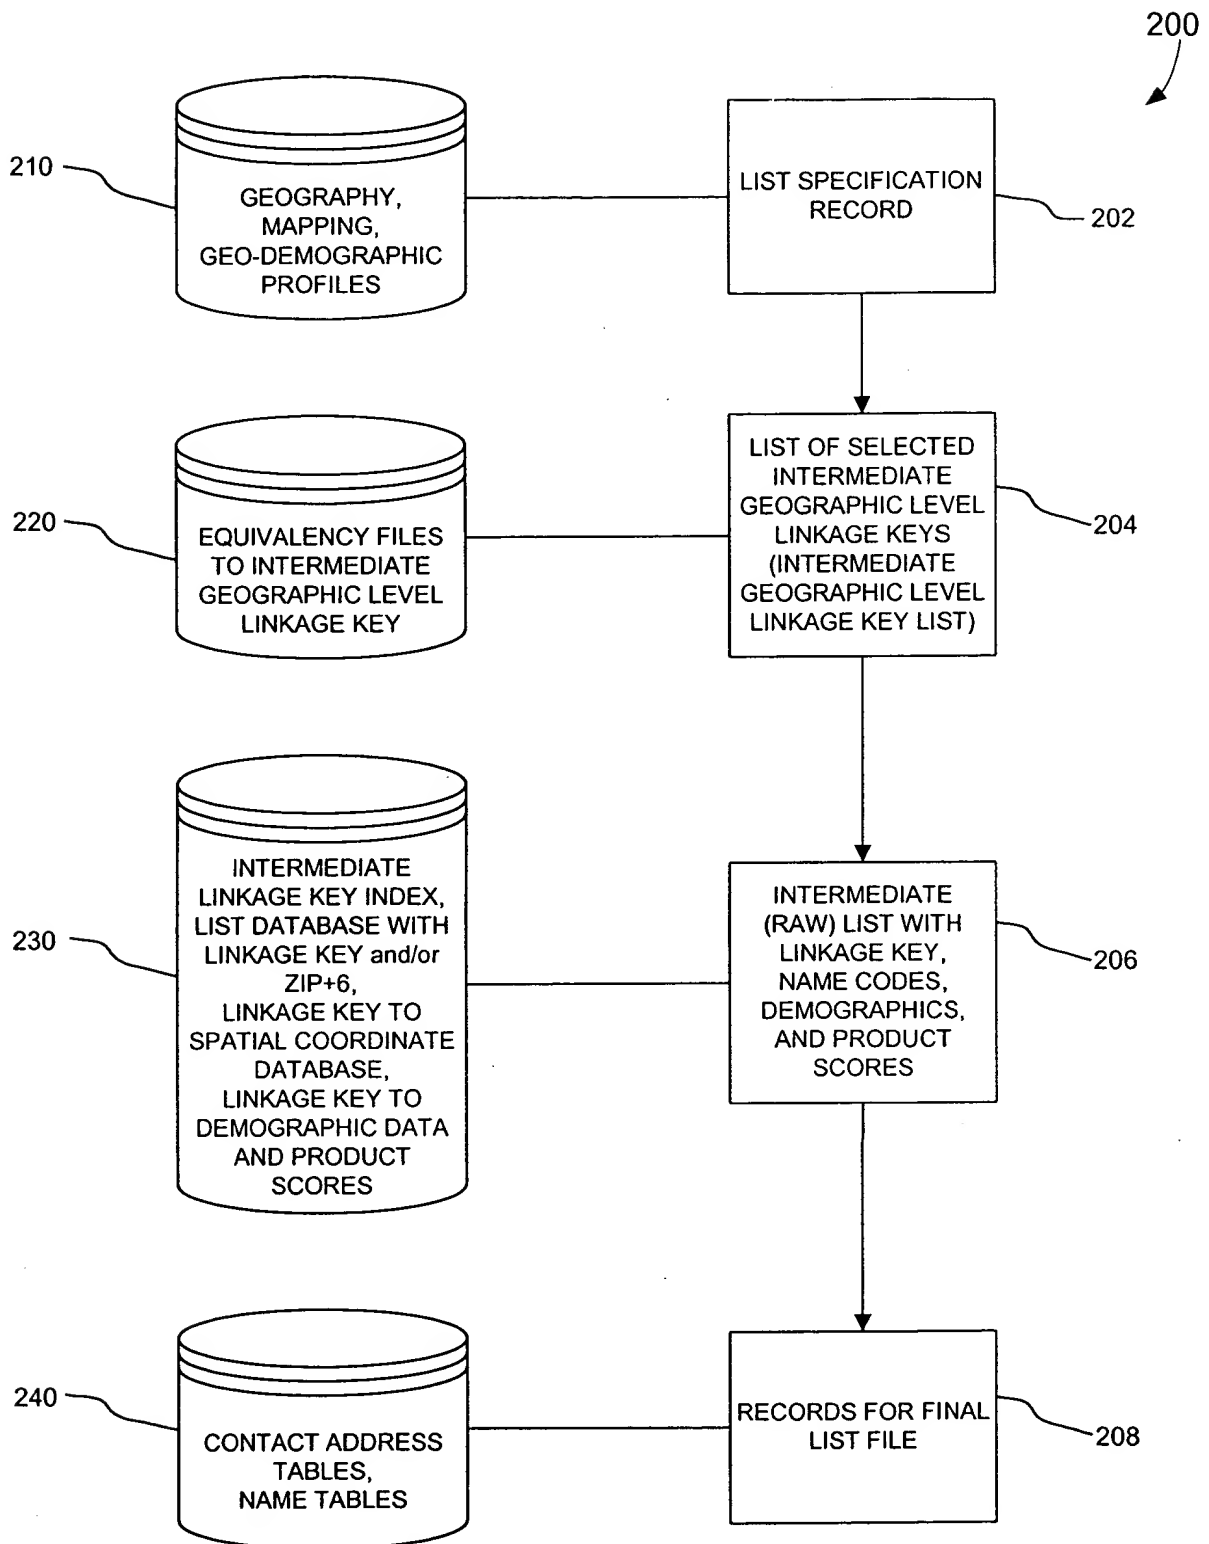 200
210
GEOGRAPHY,
MAPPING,
GEO-DEMOGRAPHIC
PROFILES
LIST SPECIFICATION
RECORD
202
220
EQUIVALENCY FILES
TO INTERMEDIATE
GEOGRAPHIC LEVEL
LINKAGE KEY
LIST OF SELECTED
INTERMEDIATE
GEOGRAPHIC LEVEL
LINKAGE KEYS
(INTERMEDIATE
GEOGRAPHIC LEVEL
LINKAGE KEY LIST)
204
230
INTERMEDIATE
LINKAGE KEY INDEX,
LIST DATABASE WITH
LINKAGE KEY and/or
ZIP+6,
LINKAGE KEY TO
SPATIAL COORDINATE
DATABASE,
LINKAGE KEY TO
DEMOGRAPHIC DATA
AND PRODUCT
SCORES
INTERMEDIATE
(RAW) LIST WITH
LINKAGE KEY,
NAME CODES,
DEMOGRAPHICS,
AND PRODUCT
SCORES
206
240
CONTACT ADDRESS
TABLES,
NAME TABLES
RECORDS FOR FINAL
LIST FILE
208